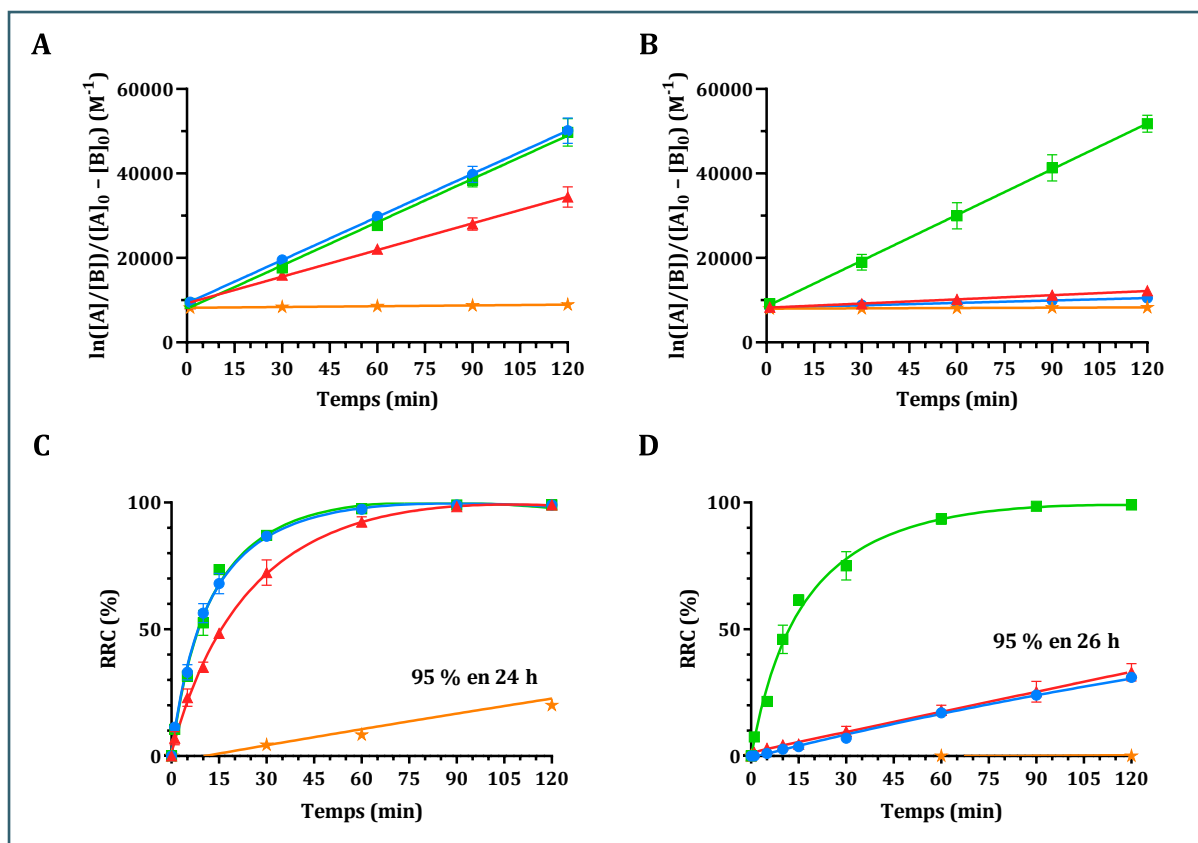 A
ln([A]/[B])/([A]₀ – [B]₀) (M⁻¹)
60000
40000
20000
0
0 15 30 45 60 75 90 105 120
Temps (min)
B
ln([A]/[B])/([A]₀ – [B]₀) (M⁻¹)
60000
40000
20000
0
0 15 30 45 60 75 90 105 120
Temps (min)
C
RRC (%)
100
50
0
95 % en 24 h
0 15 30 45 60 75 90 105 120
Temps (min)
D
RRC (%)
100
50
0
95 % en 26 h
0 15 30 45 60 75 90 105 120
Temps (min)